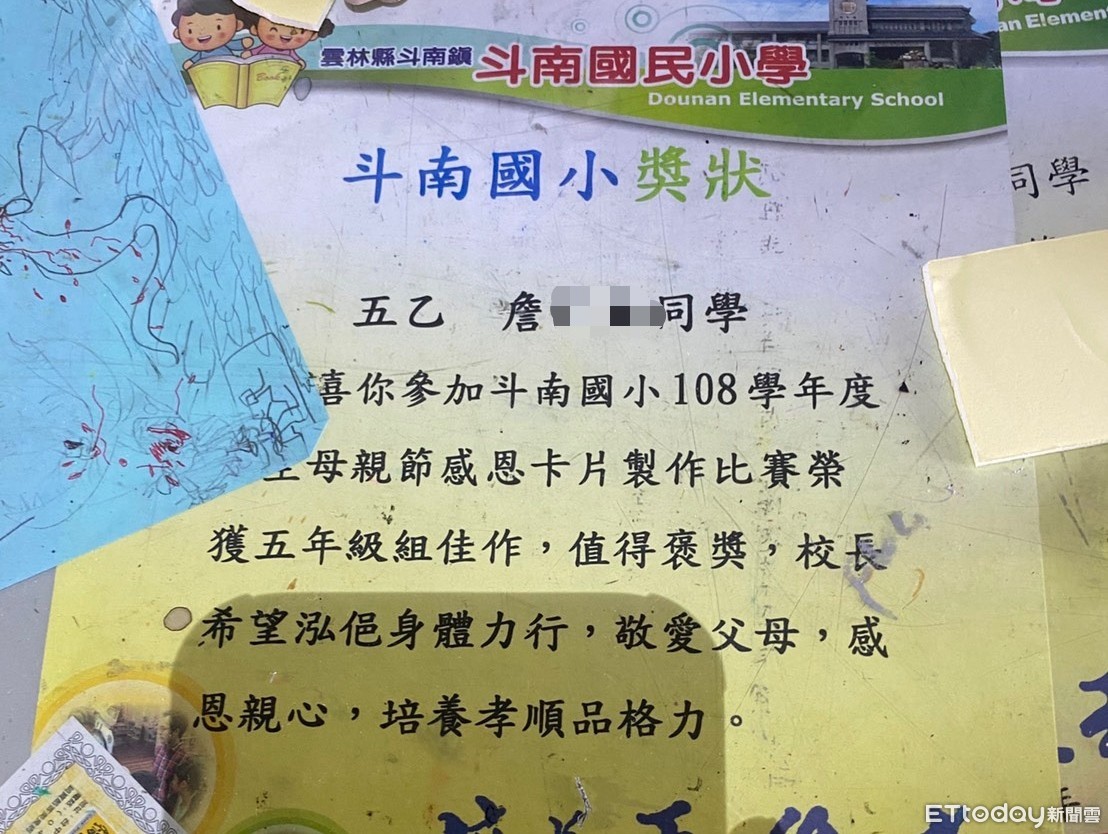 雲林縣斗南鎮 斗南國民小學
Dounan Elementary School
斗南國小獎狀
同學
五乙 詹 同學
喜你參加斗南國小108學年度
母親節感恩卡片製作比賽榮
獲五年級組佳作，值得褒獎，校長
希望泓俋身體力行，敬愛父母，感
恩親心，培養孝順品格力。
ETtoday新聞雲